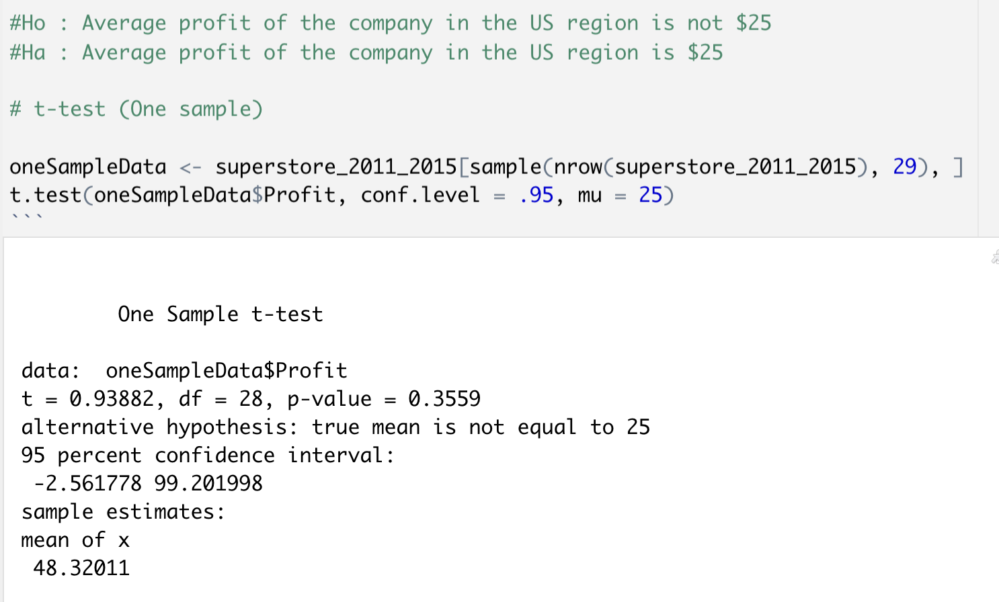 #Ho : Average profit of the company in the US region is not $25
#Ha : Average profit of the company in the US region is $25
# t-test (One sample)
oneSampleData <- superstore_2011_2015[sample(nrow(superstore_2011_2015), 29), ]
t.test(oneSampleData$Profit, conf.level = .95, mu = 25)
```
One Sample t-test
data:  oneSampleData$Profit
t = 0.93882, df = 28, p-value = 0.3559
alternative hypothesis: true mean is not equal to 25
95 percent confidence interval:
 -2.561778 99.201998
sample estimates:
mean of x
 48.32011